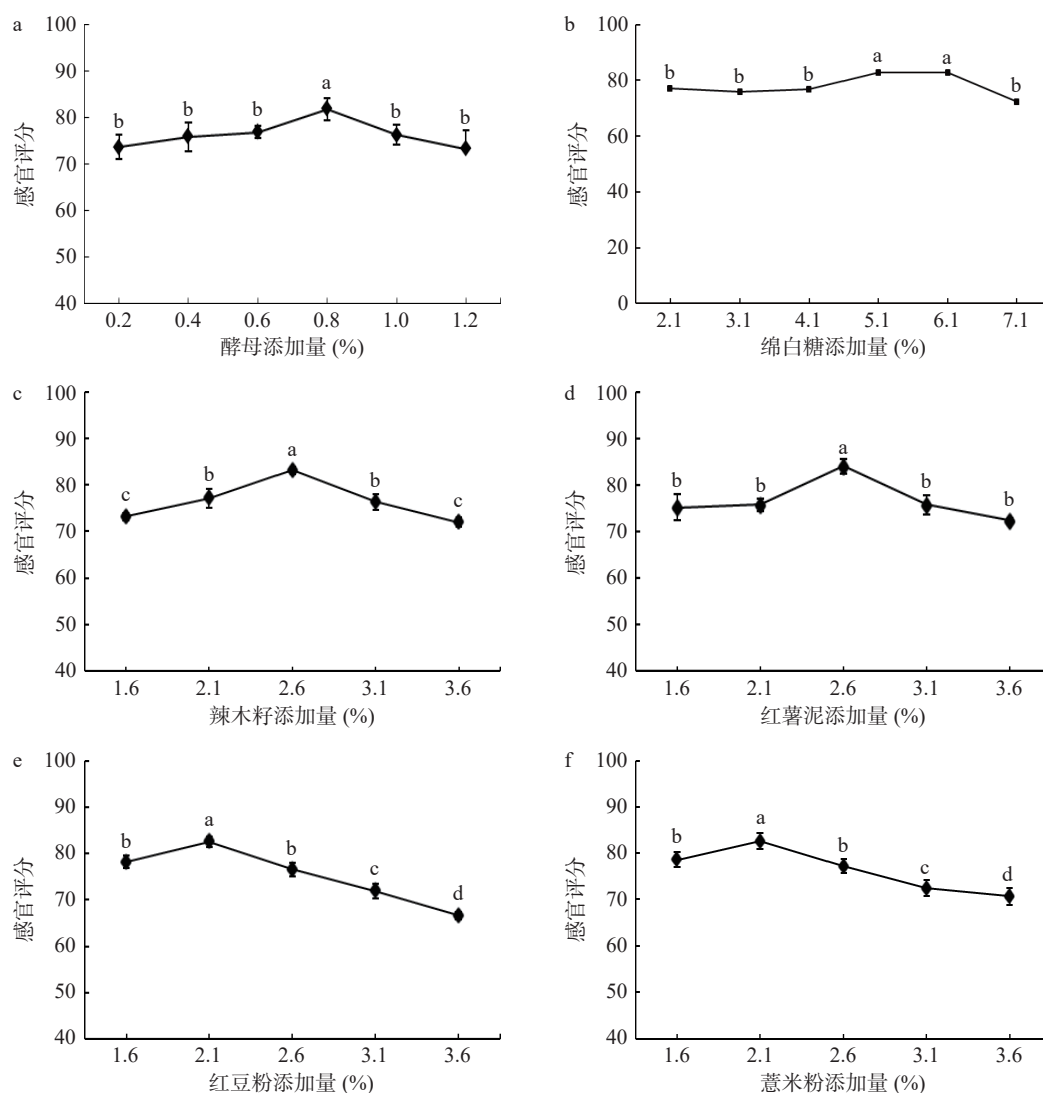 a
100
90
80
70
60
50
40
感官评分
b
b
b
a
b
b
0.2
0.4
0.6
0.8
1.0
1.2
酵母添加量 (%)
b
100
80
60
40
20
0
感官评分
b
b
b
a
a
b
2.1
3.1
4.1
5.1
6.1
7.1
绵白糖添加量 (%)
c
100
90
80
70
60
50
40
感官评分
c
b
a
b
c
1.6
2.1
2.6
3.1
3.6
辣木籽添加量 (%)
d
100
90
80
70
60
50
40
感官评分
b
b
a
b
b
1.6
2.1
2.6
3.1
3.6
红薯泥添加量 (%)
e
100
90
80
70
60
50
40
感官评分
b
a
b
c
d
1.6
2.1
2.6
3.1
3.6
红豆粉添加量 (%)
f
100
90
80
70
60
50
40
感官评分
b
a
b
c
d
1.6
2.1
2.6
3.1
3.6
薏米粉添加量 (%)